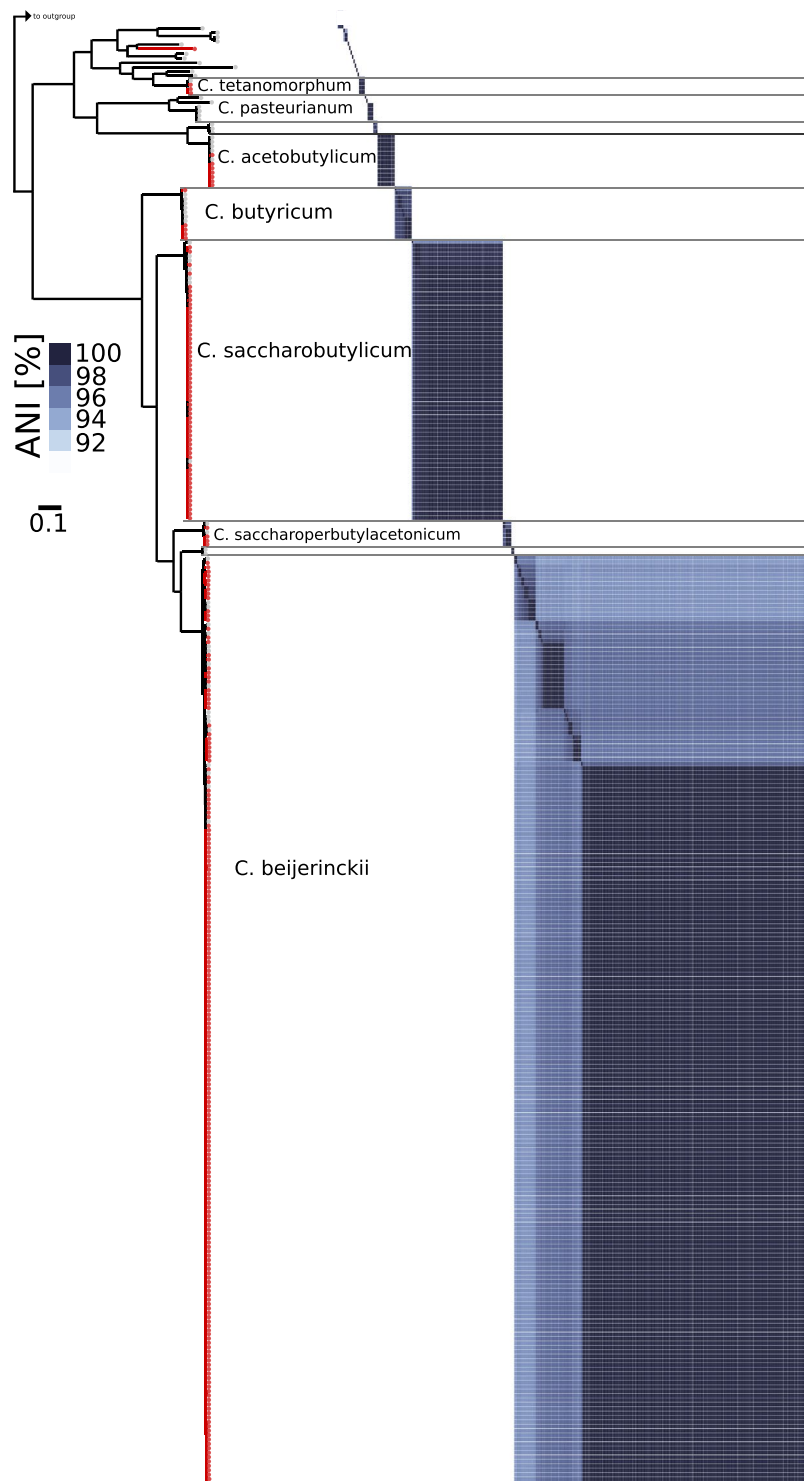 to outgroup
C. tetanomorphum
C. pasteurianum
C. acetobutylicum
C. butyricum
C. saccharobutylicum
ANI [%]
100
98
96
94
92
0.1
C. saccharoperbutylacetonicum
C. beijerinckii